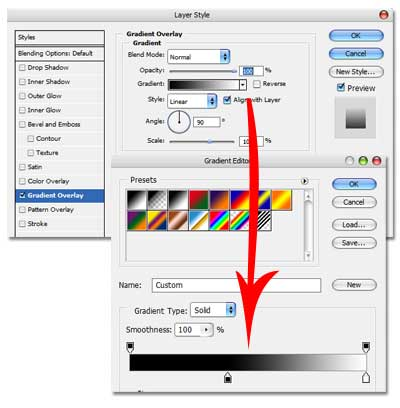 Layer Style
Styles
Blending Options: Default
Drop Shadow
Inner Shadow
Outer Glow
Inner Glow
Bevel and Emboss
Contour
Texture
Satin
Color Overlay
Gradient Overlay
Pattern Overlay
Stroke
Gradient Overlay
Gradient
Blend Mode: Normal
Opacity: 100 %
Gradient: Reverse
Style: Linear Align with Layer
Angle: 90 °
Scale: %
OK
Cancel
New Style...
Preview
Gradient Editor
Presets
OK
Cancel
Load...
Save...
Name: Custom New
Gradient Type: Solid
Smoothness: 100 %